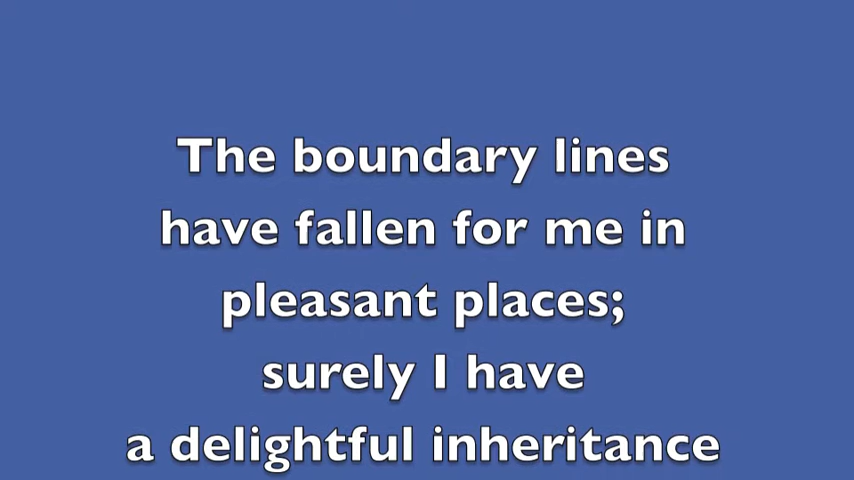 The boundary lines
have fallen for me in
pleasant places;
surely I have
a delightful inheritance